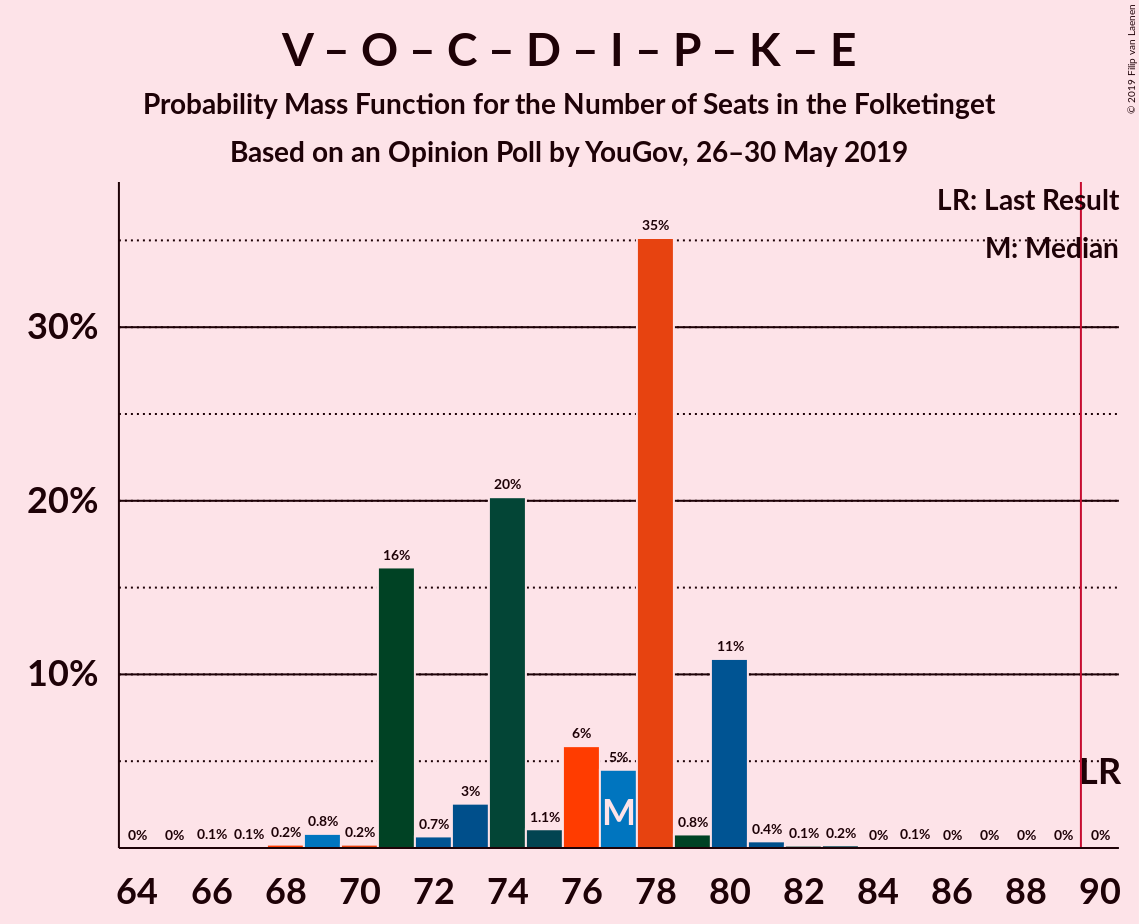 V – O – C – D – I – P – K – E
Probability Mass Function for the Number of Seats in the Folketinget
Based on an Opinion Poll by YouGov, 26–30 May 2019
© 2019 Filip van Laenen
LR: Last Result
M: Median
35%
30%
20%
20%
16%
11%
10%
6%
5%
3%
LR
M
0% 0% 0.1% 0.1% 0.2% 0.8% 0.2% 0.7% 1.1% 0.8% 0.4% 0.1% 0.2% 0% 0.1% 0% 0% 0% 0% 0%
64 66 68 70 72 74 76 78 80 82 84 86 88 90